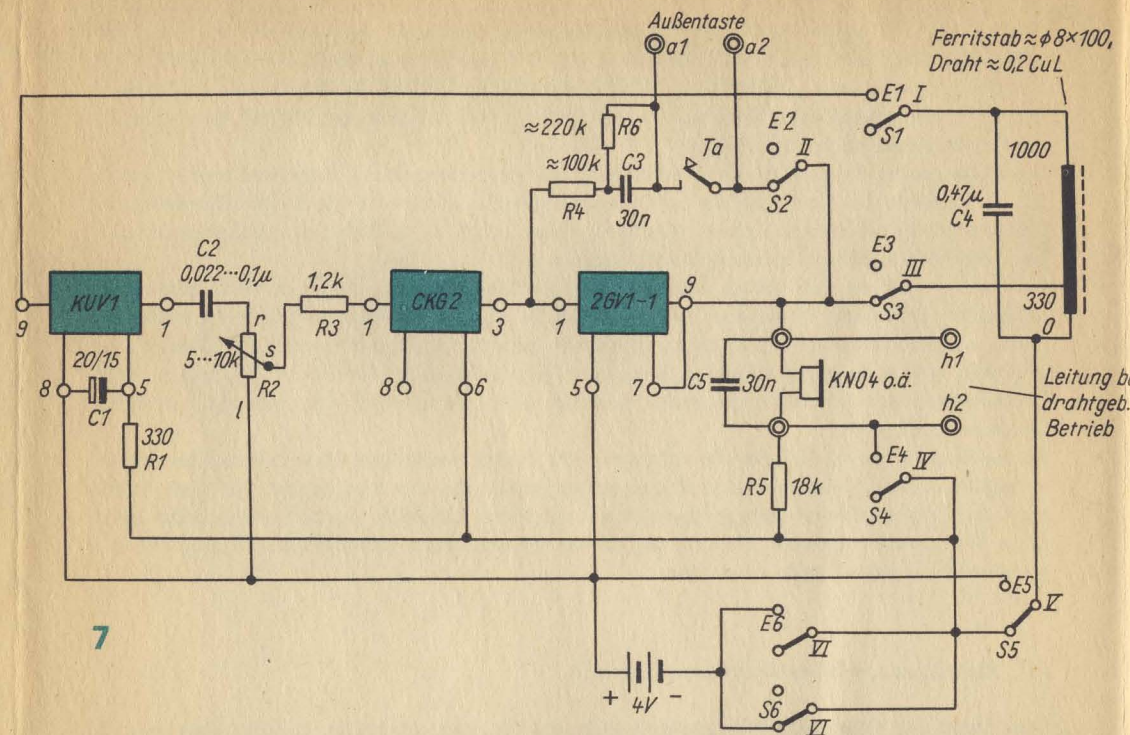 Außentaste
a1
a2
Ferritstab ≈ ϕ 8×100,
Draht ≈ 0,2 CuL
E1
I
S1
≈220k
R6
E2
II
Ta
S2
≈100k
C3
R4
30n
1000
0,47µ
C4
E3
III
S3
330
0
C2
0,022···0,1µ
KUV1
9
1
r
1,2k
R3
1
CKG2
3
1
2GV1-1
9
5···10k
s
R2
l
20/15
8
5
C1
8
6
5
7
C5
30n
KN04 o.ä.
h1
h2
Leitung
drahtgeb.
Betrieb
330
R1
R5
18k
E4
IV
S4
E5
V
S5
7
E6
VI
S6
VI
+
4V
−